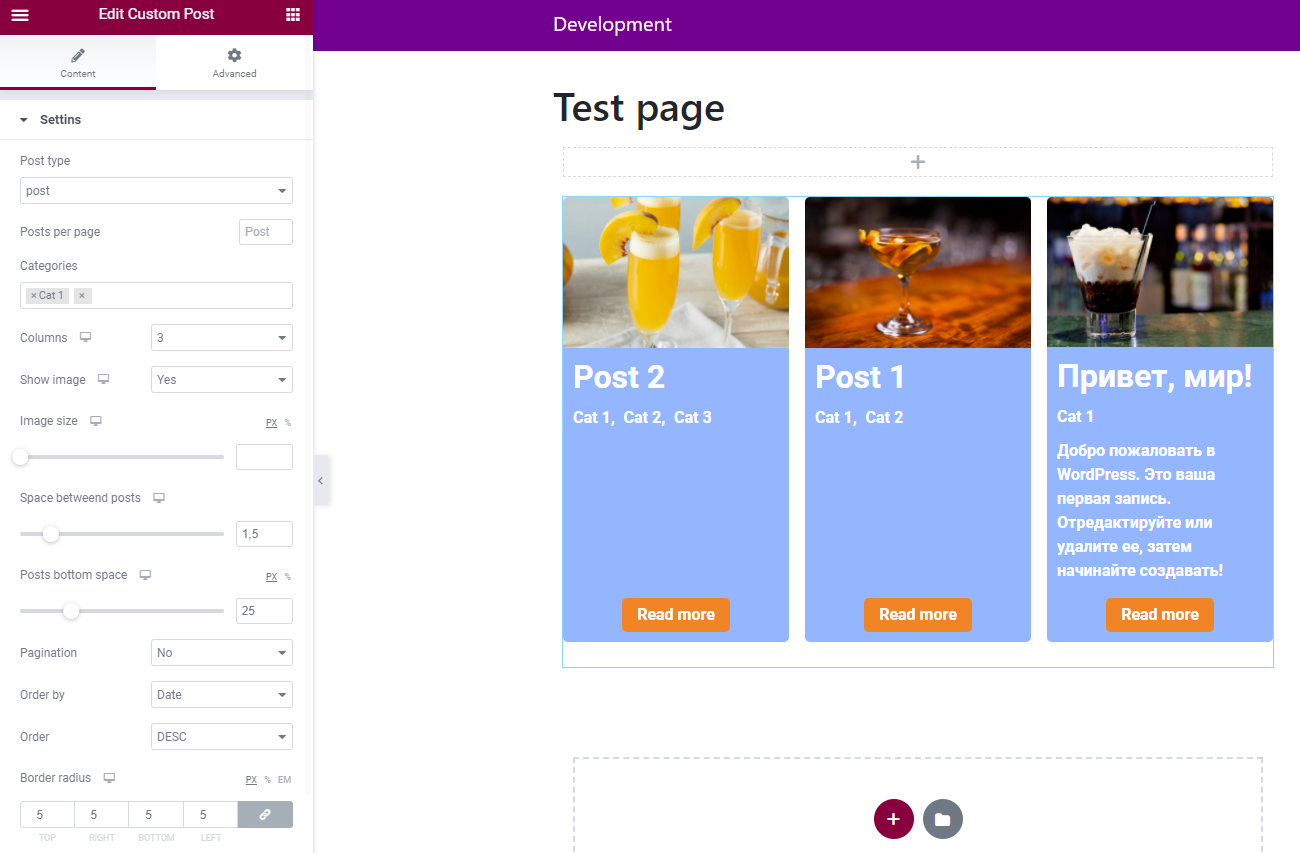 Edit Custom Post
Content
Advanced
Settins
Post type
post
Posts per page
Post
Categories
×Cat 1 ×
Columns
3
Show image
Yes
Image size
PX %
Space betweend posts
1,5
Posts bottom space
PX %
25
Pagination
No
Order by
Date
Order
DESC
Border radius
PX % EM
5 5 5 5
TOP RIGHT BOTTOM LEFT
Development
Test page
Post 2
Cat 1, Cat 2, Cat 3
Read more
Post 1
Cat 1, Cat 2
Read more
Привет, мир!
Cat 1
Добро пожаловать в
WordPress. Это ваша
первая запись.
Отредактируйте или
удалите ее, затем
начинайте создавать!
Read more